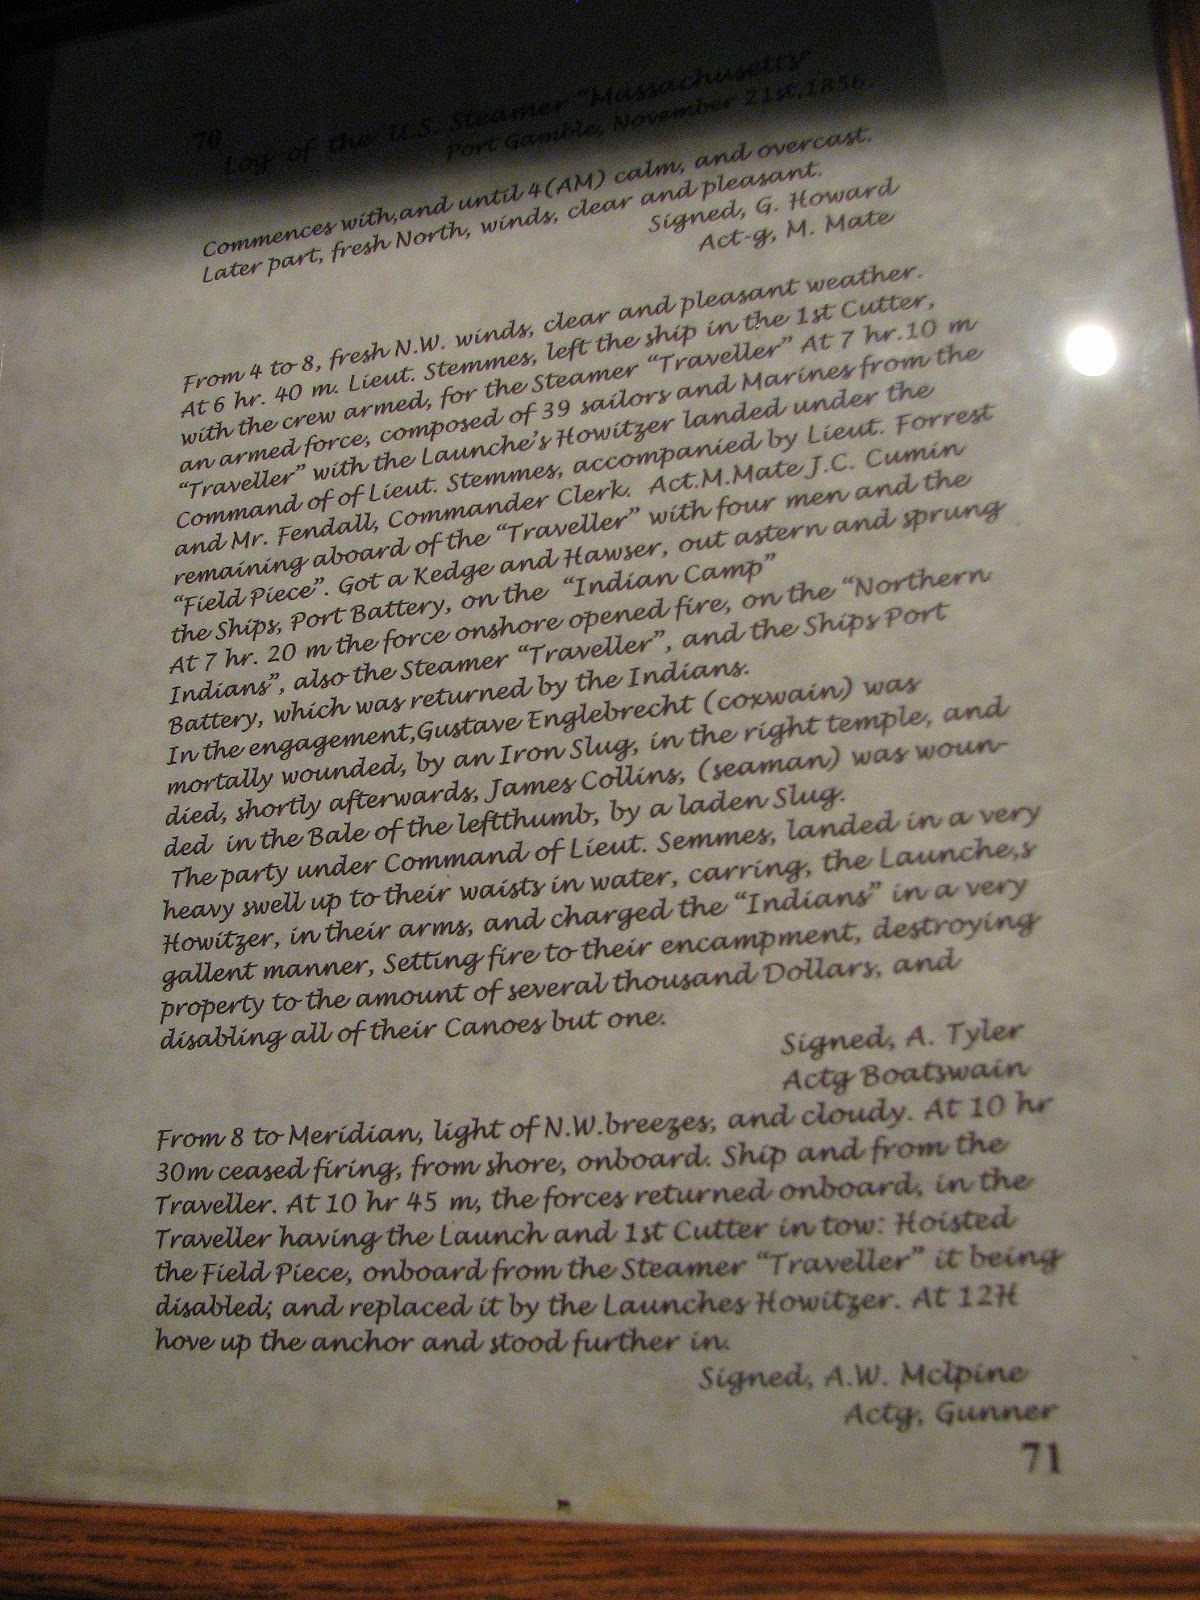 70
Log of the U.S. Steamer "Massachusetts"
Port Gamble, November 21st,1856.
Commences with,and until 4(AM) calm, and overcast.
Later part, fresh North, winds, clear and pleasant.
Signed, G. Howard
Act-g, M. Mate
From 4 to 8, fresh N.W. winds, clear and pleasant weather.
At 6 hr. 40 m. Lieut. Stemmes, left the ship in the 1st Cutter,
with the crew armed, for the Steamer "Traveller" At 7 hr.10 m
an armed force, composed of 39 sailors and Marines from the
"Traveller" with the Launche's Howitzer landed under the
Command of of Lieut. Stemmes, accompanied by Lieut. Forrest
and Mr. Fendall, Commander Clerk. Act.M.Mate J.C. Cumin
remaining aboard of the "Traveller" with four men and the
"Field Piece". Got a Kedge and Hawser, out astern and sprung
the Ships, Port Battery, on the "Indian Camp"
At 7 hr. 20 m the force onshore opened fire, on the "Northern
Indians", also the Steamer "Traveller", and the Ships Port
Battery, which was returned by the Indians.
In the engagement,Gustave Englebrecht (coxwain) was
mortally wounded, by an Iron Slug, in the right temple, and
died, shortly afterwards, James Collins, (seaman) was woun-
ded in the Bale of the leftthumb, by a laden Slug.
The party under Command of Lieut. Semmes, landed in a very
heavy swell up to their waists in water, carring, the Launche,s
Howitzer, in their arms, and charged the "Indians" in a very
gallent manner, Setting fire to their encampment, destroying
property to the amount of several thousand Dollars, and
disabling all of their Canoes but one.
Signed, A. Tyler
Actg Boatswain
From 8 to Meridian, light of N.W.breezes, and cloudy. At 10 hr
30m ceased firing, from shore, onboard. Ship and from the
Traveller. At 10 hr 45 m, the forces returned onboard, in the
Traveller having the Launch and 1st Cutter in tow: Hoisted
the Field Piece, onboard from the Steamer "Traveller" it being
disabled; and replaced it by the Launches Howitzer. At 12H
hove up the anchor and stood further in.
Signed, A.W. Mclpine
Actg, Gunner
71